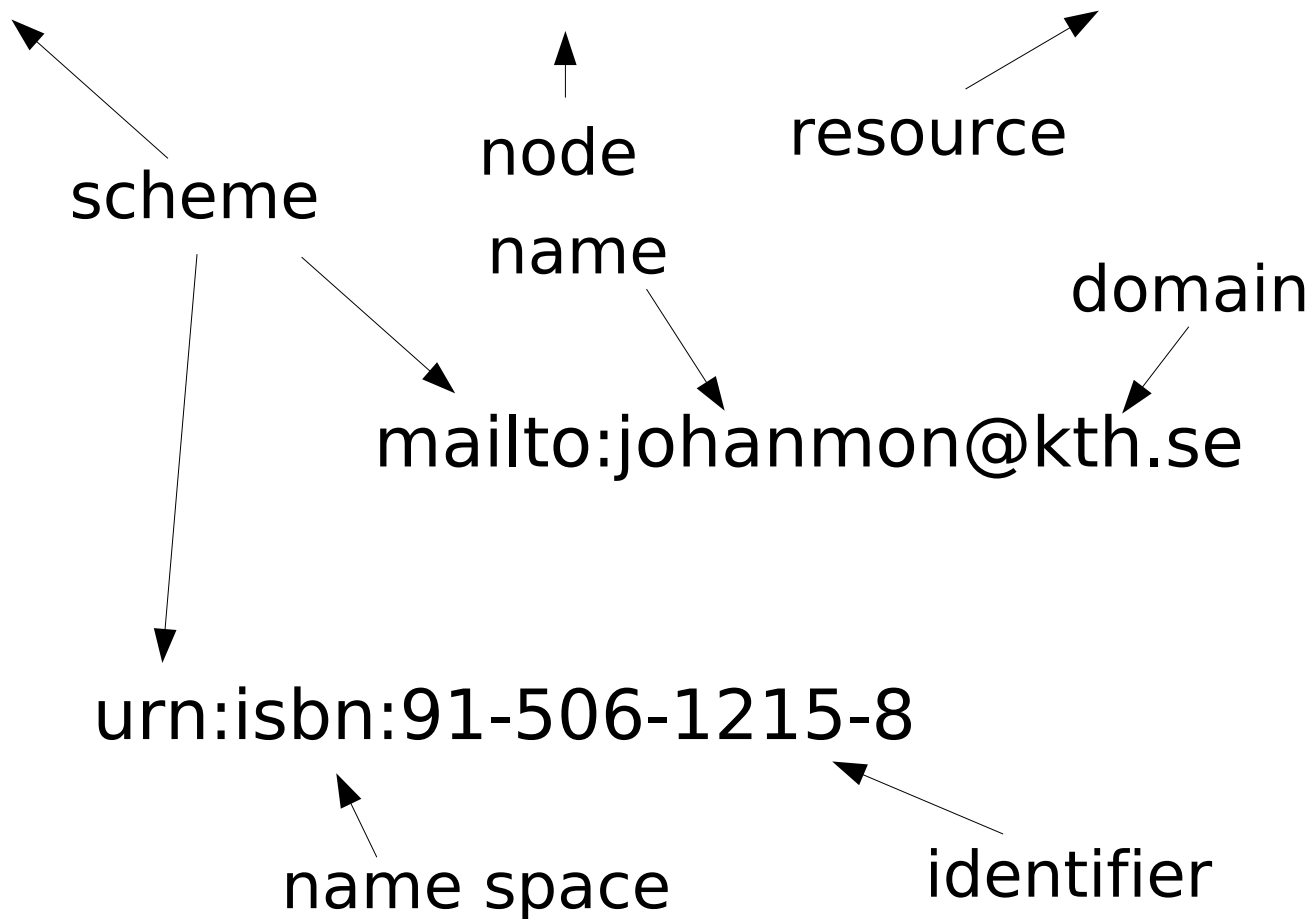 node
resource
scheme
name
domain
mailto:johanmon@kth.se
urn:isbn:91-506-1215-8
name space
identifier